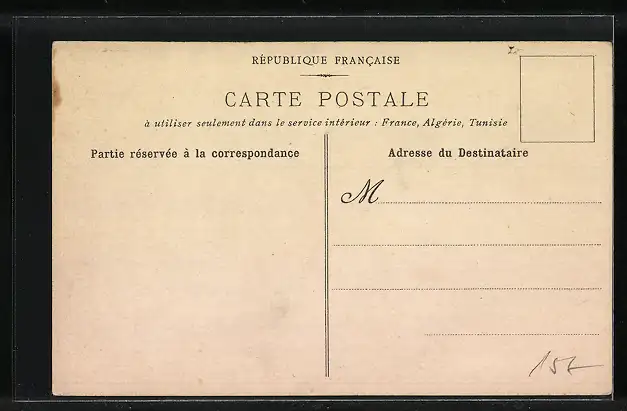 RÉPUBLIQUE FRANÇAISE
CARTE POSTALE
à utiliser seulement dans le service intérieur : France, Algérie, Tunisie
Partie réservée à la correspondance
Adresse du Destinataire
M